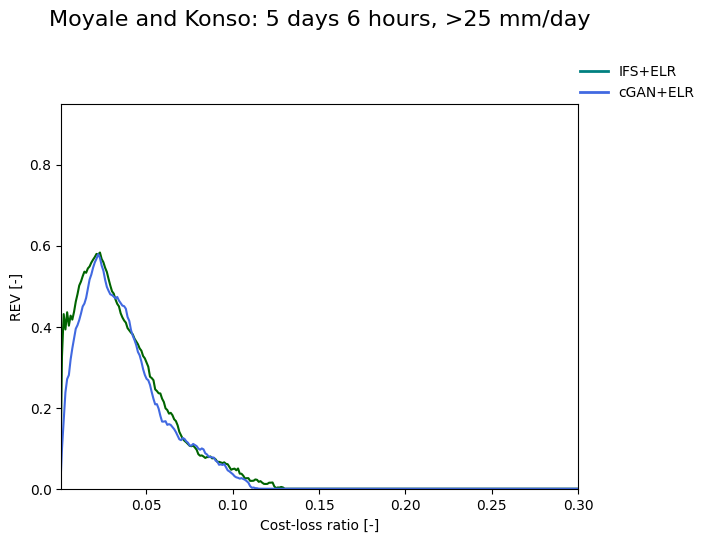 Moyale and Konso: 5 days 6 hours, >25 mm/day
IFS+ELR
cGAN+ELR
0.8
0.6
0.4
0.2
0.0
REV [-]
0.05 0.10 0.15 0.20 0.25 0.30
Cost-loss ratio [-]